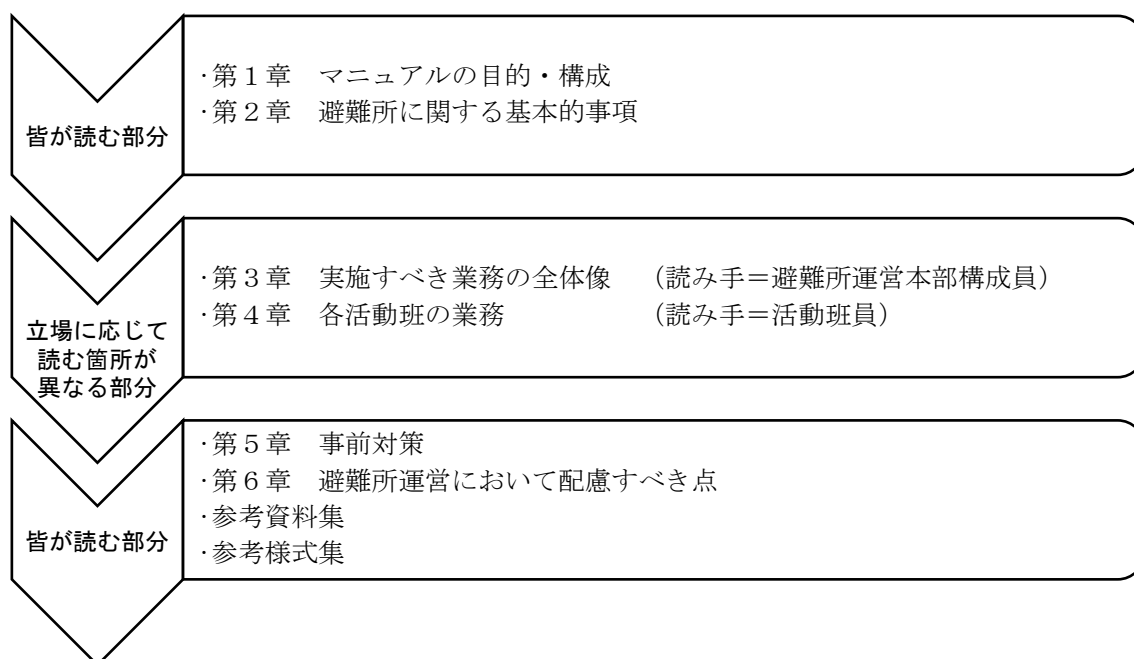 皆が読む部分
·第１章　マニュアルの目的・構成
·第２章　避難所に関する基本的事項
立場に応じて
読む箇所が
異なる部分
·第３章　実施すべき業務の全体像　（読み手＝避難所運営本部構成員）
·第４章　各活動班の業務　　　　　（読み手＝活動班員）
皆が読む部分
·第５章　事前対策
·第６章　避難所運営において配慮すべき点
·参考資料集
·参考様式集